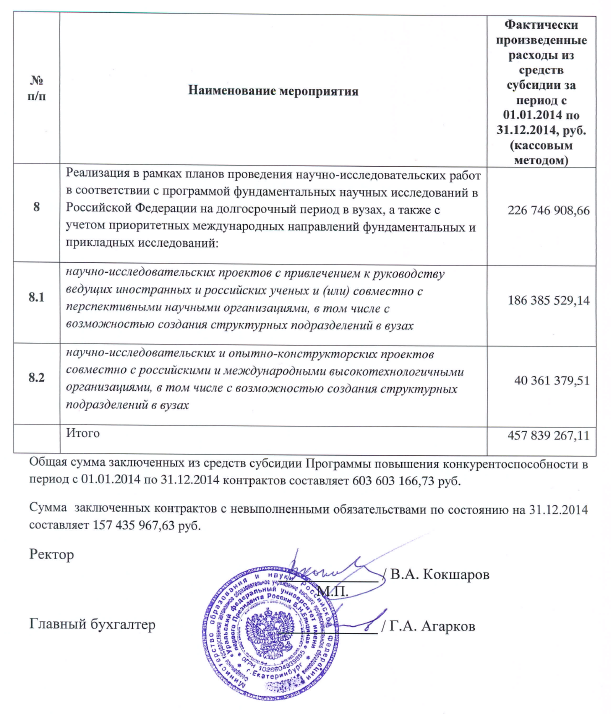 №
п/п
Наименование мероприятия
Фактически
произведенные
расходы из
средств
субсидии за
период с
01.01.2014 по
31.12.2014, руб.
(кассовым
методом)
8
Реализация в рамках планов проведения научно-исследовательских работ
в соответствии с программой фундаментальных научных исследований в
Российской Федерации на долгосрочный период в вузах, а также с
учетом приоритетных международных направлений фундаментальных и
прикладных исследований:
226 746 908,66
8.1
научно-исследовательских проектов с привлечением к руководству
ведущих иностранных и российских ученых и (или) совместно с
перспективными научными организациями, в том числе с
возможностью создания структурных подразделений в вузах
186 385 529,14
8.2
научно-исследовательских и опытно-конструкторских проектов
совместно с российскими и международными высокотехнологичными
организациями, в том числе с возможностью создания структурных
подразделений в вузах
40 361 379,51
Итого
457 839 267,11
Общая сумма заключенных из средств субсидии Программы повышения конкурентоспособности в
период с 01.01.2014 по 31.12.2014 контрактов составляет 603 603 166,73 руб.
Сумма заключенных контрактов с невыполненными обязательствами по состоянию на 31.12.2014
составляет 157 435 967,63 руб.
Ректор
/ В.А. Кокшаров
М.П.
Главный бухгалтер
/ Г.А. Агарков
Министерство образования и науки Российской Федерации
г.Екатеринбург